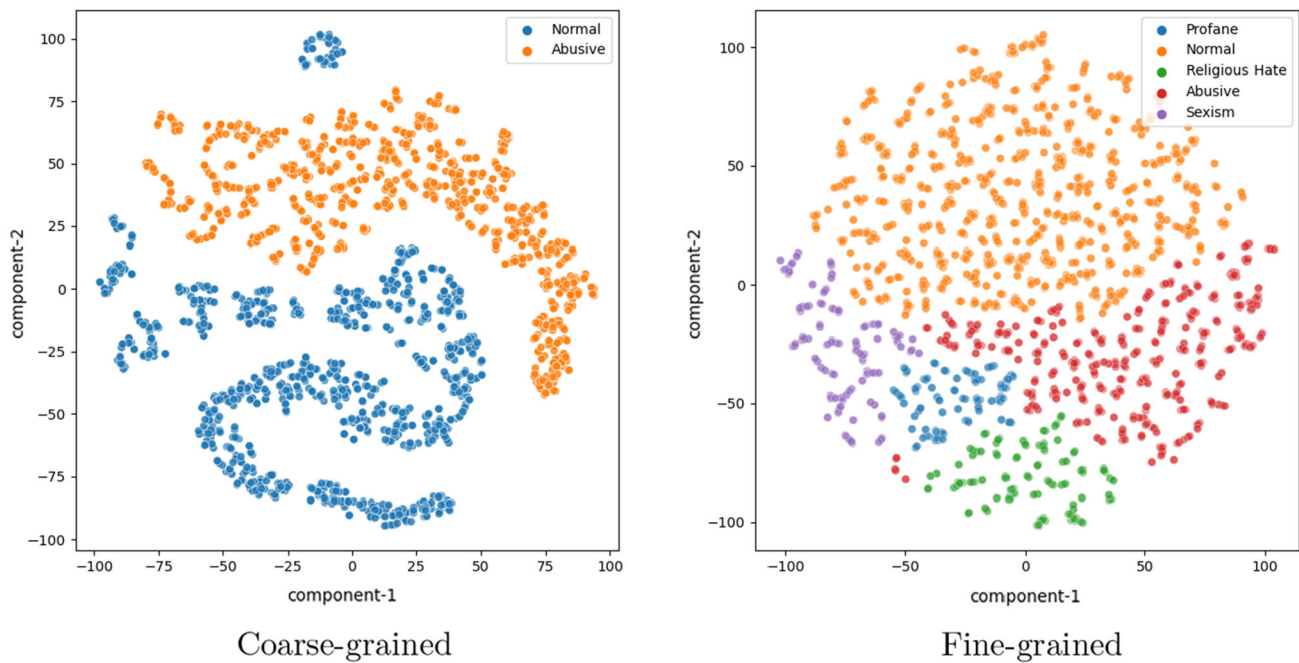 Normal
Abusive
100
75
50
25
0
−25
−50
−75
−100
component-2
−100 −75 −50 −25 0 25 50 75 100
component-1
Coarse-grained
Profane
Normal
Religious Hate
Abusive
Sexism
100
50
0
−50
−100
component-2
−100 −50 0 50 100
component-1
Fine-grained